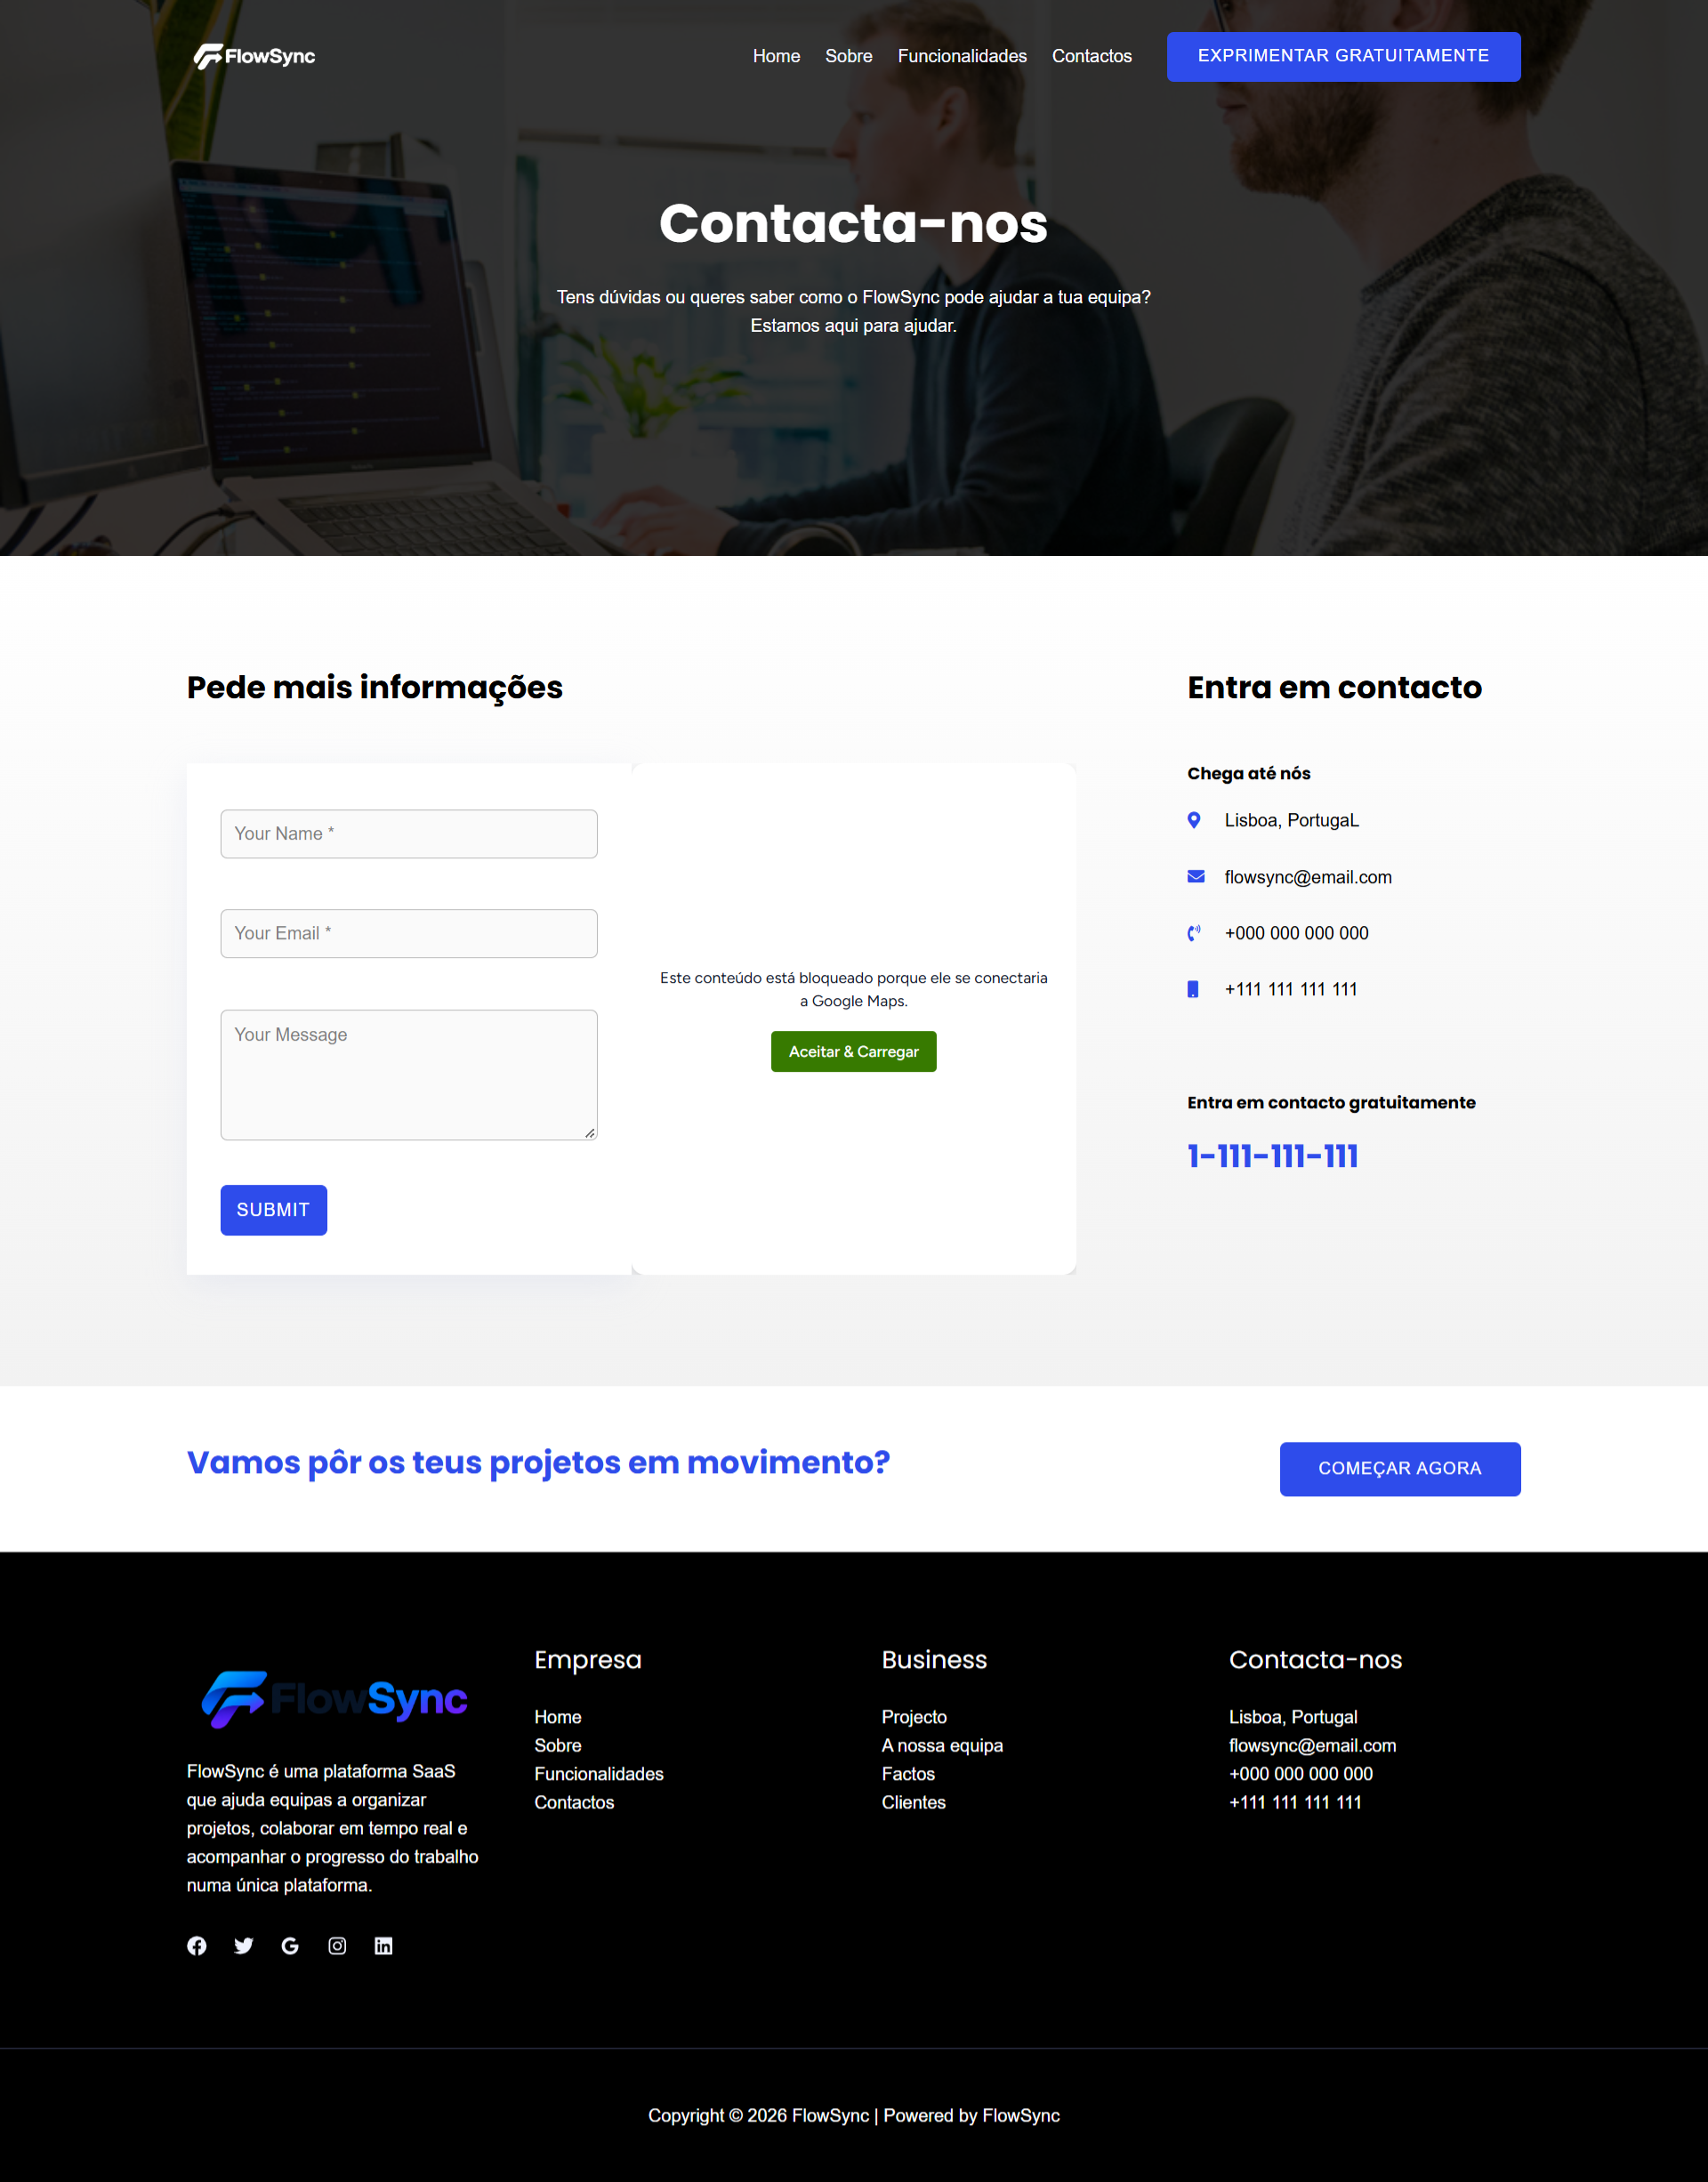 FlowSync
Home
Sobre
Funcionalidades
Contactos
EXPRIMENTAR GRATUITAMENTE
Contacta-nos
Tens dúvidas ou queres saber como o FlowSync pode ajudar a tua equipa?
Estamos aqui para ajudar.
Pede mais informações
Your Name *
Your Email *
Your Message
SUBMIT
Este conteúdo está bloqueado porque ele se conectaria
a Google Maps.
Aceitar & Carregar
Entra em contacto
Chega até nós
Lisboa, PortugaL
flowsync@email.com
+000 000 000 000
+111 111 111 111
Entra em contacto gratuitamente
1-111-111-111
Vamos pôr os teus projetos em movimento?
COMEÇAR AGORA
FlowSync
FlowSync é uma plataforma SaaS
que ajuda equipas a organizar
projetos, colaborar em tempo real e
acompanhar o progresso do trabalho
numa única plataforma.
Empresa
Home
Sobre
Funcionalidades
Contactos
Business
Projecto
A nossa equipa
Factos
Clientes
Contacta-nos
Lisboa, Portugal
flowsync@email.com
+000 000 000 000
+111 111 111 111
Copyright © 2026 FlowSync | Powered by FlowSync